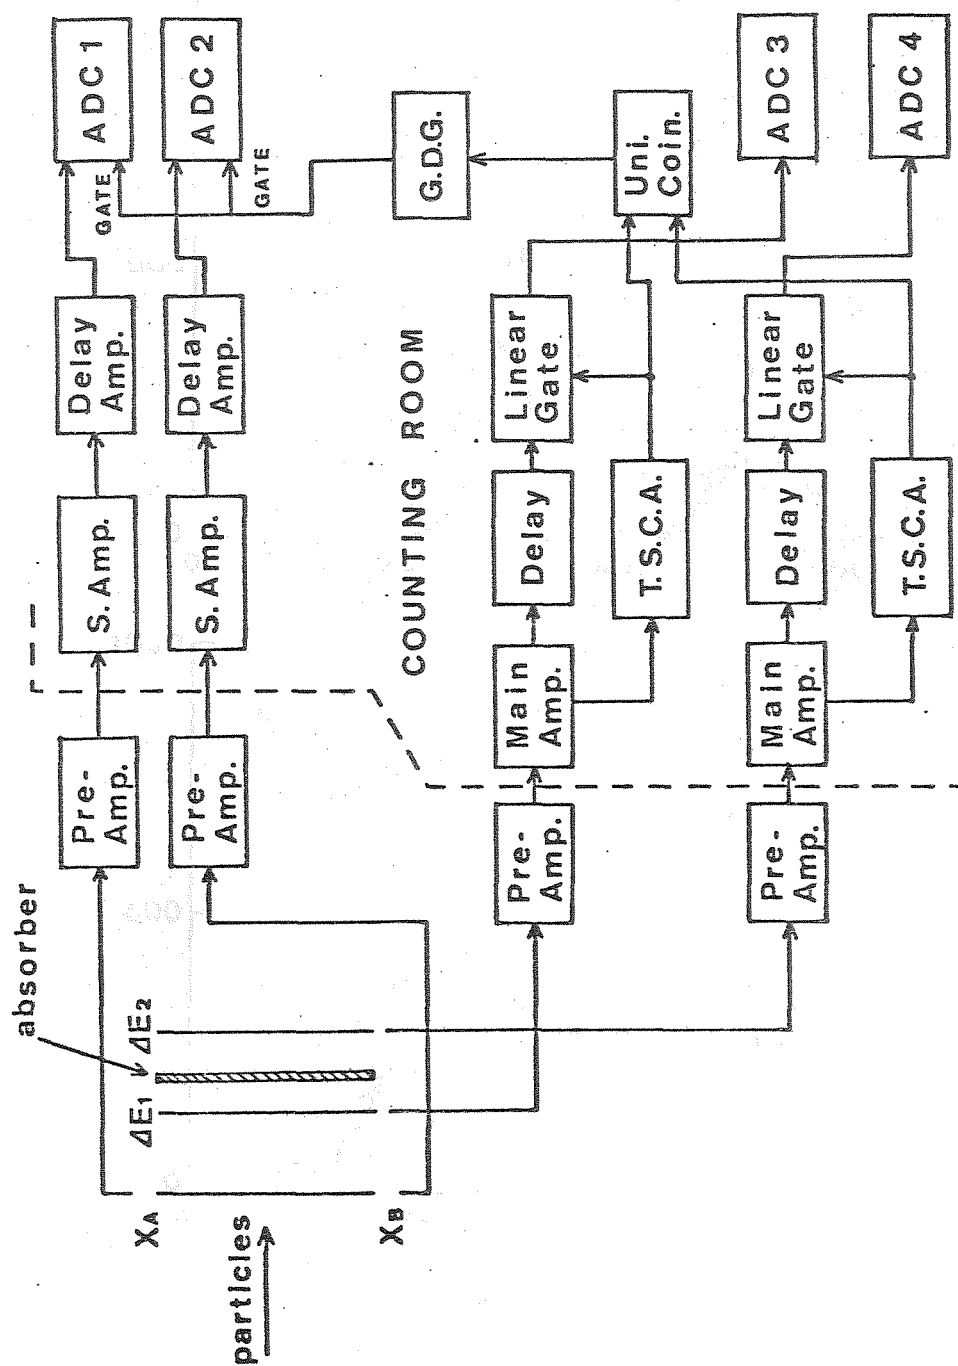 particles
XA
XB
ΔE1
ΔE2
absorber
Pre-
Amp.
Pre-
Amp.
S. Amp.
S. Amp.
Delay
Amp.
Delay
Amp.
GATE
GATE
ADC 1
ADC 2
COUNTING ROOM
G.D.G.
Uni.
Coin.
Pre-
Amp.
Main
Amp.
Delay
Linear
Gate
T.S.C.A.
ADC 3
Pre-
Amp.
Main
Amp.
Delay
Linear
Gate
T.S.C.A.
ADC 4